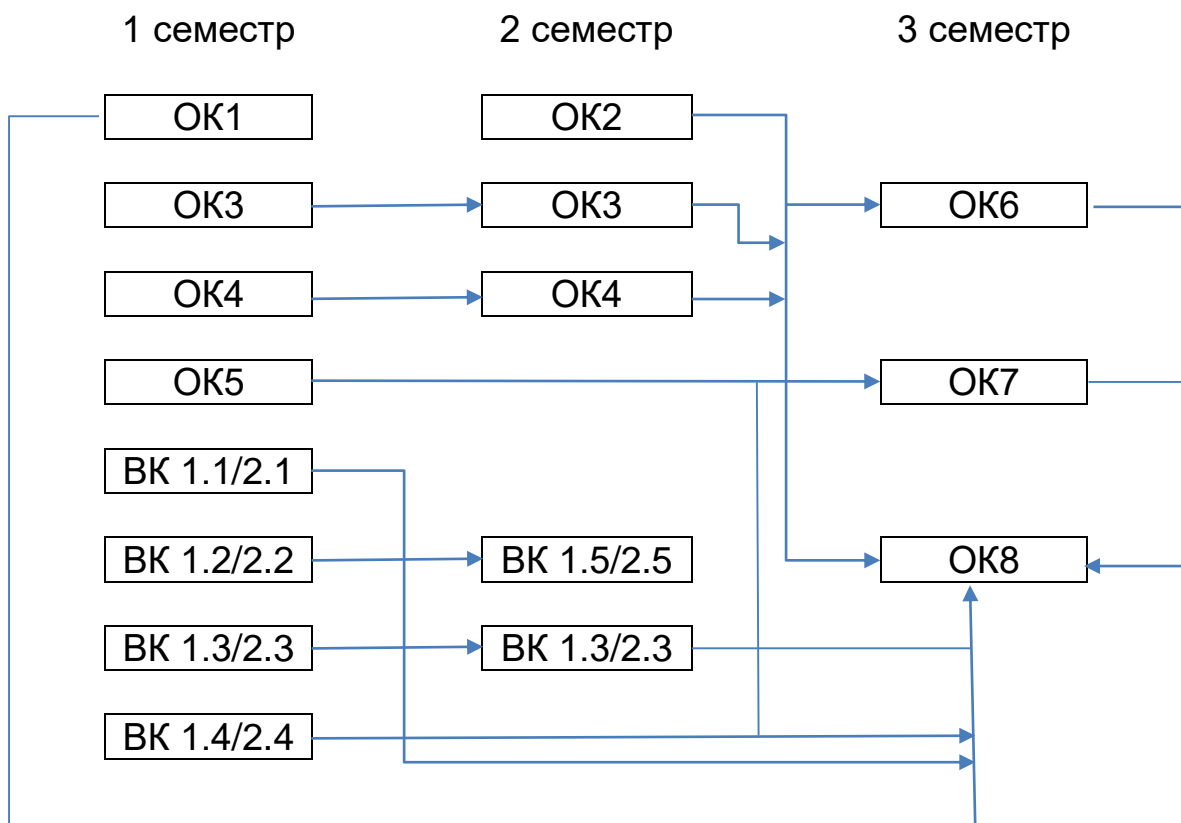 1 семестр 2 семестр 3 семестр
ОК1 ОК2
ОК3 ОК3 ОК6
ОК4 ОК4
ОК5 ОК7
ВК 1.1/2.1
ВК 1.2/2.2 ВК 1.5/2.5 ОК8
ВК 1.3/2.3 ВК 1.3/2.3
ВК 1.4/2.4